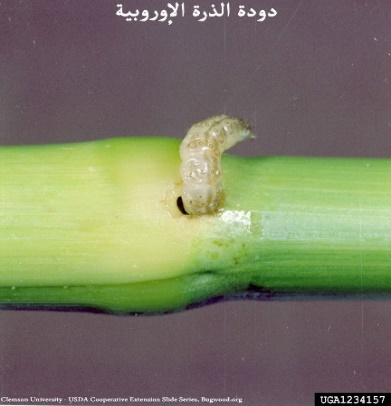 دودة الذرة الإوروبية
Clemson University - USDA Cooperative Extension Slide Series, Bugwood.org
UGA1234157